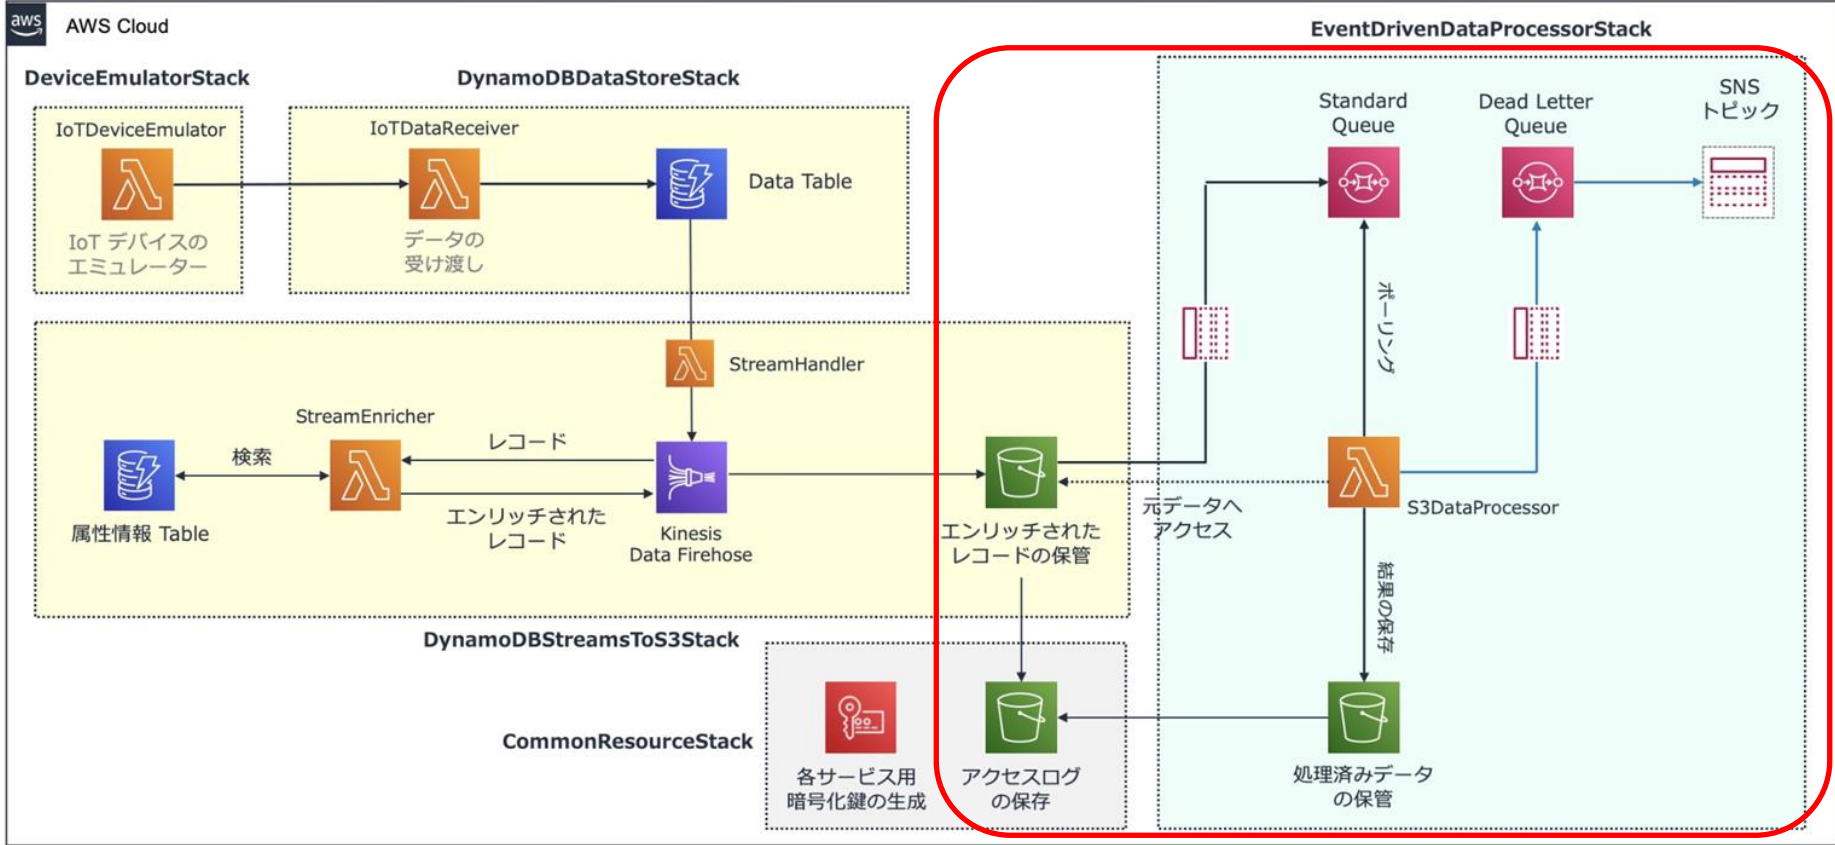 aws
AWS Cloud
EventDrivenDataProcessorStack
DeviceEmulatorStack
DynamoDBDataStoreStack
IoTDeviceEmulator
IoT デバイスの
エミュレーター
IoTDataReceiver
データの
受け渡し
Data Table
Standard
Queue
Dead Letter
Queue
SNS
トピック
ポーリング
StreamHandler
StreamEnricher
検索
レコード
エンリッチされた
レコード
属性情報 Table
Kinesis
Data Firehose
エンリッチされた
レコードの保管
元データへ
アクセス
S3DataProcessor
結果の保存
DynamoDBStreamsToS3Stack
CommonResourceStack
各サービス用
暗号化鍵の生成
アクセスログ
の保存
処理済みデータ
の保管